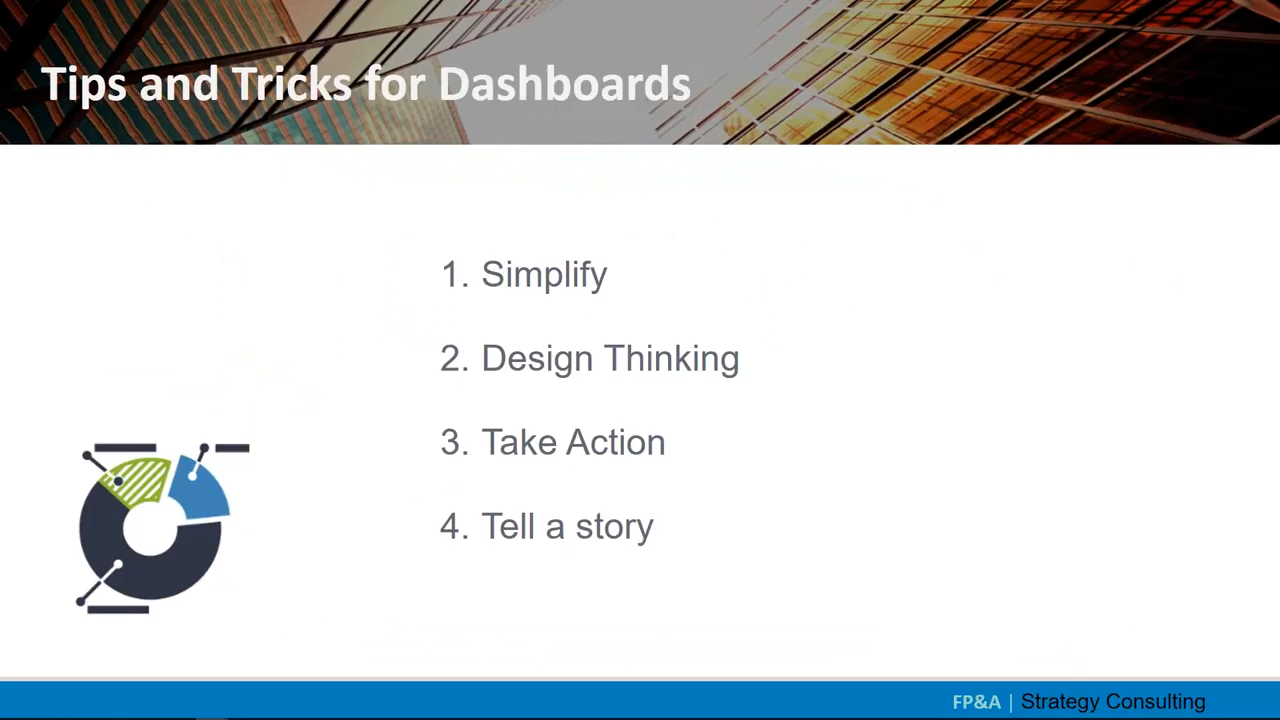 Tips and Tricks for Dashboards
1. Simplify
2. Design Thinking
3. Take Action
4. Tell a story
FP&A | Strategy Consulting